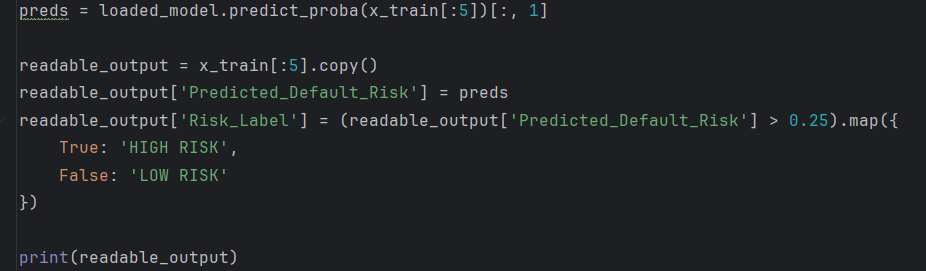 preds = loaded_model.predict_proba(x_train[:5])[:, 1]
readable_output = x_train[:5].copy()
readable_output['Predicted_Default_Risk'] = preds
readable_output['Risk_Label'] = (readable_output['Predicted_Default_Risk'] > 0.25).map({
    True: 'HIGH RISK',
    False: 'LOW RISK'
})
print(readable_output)